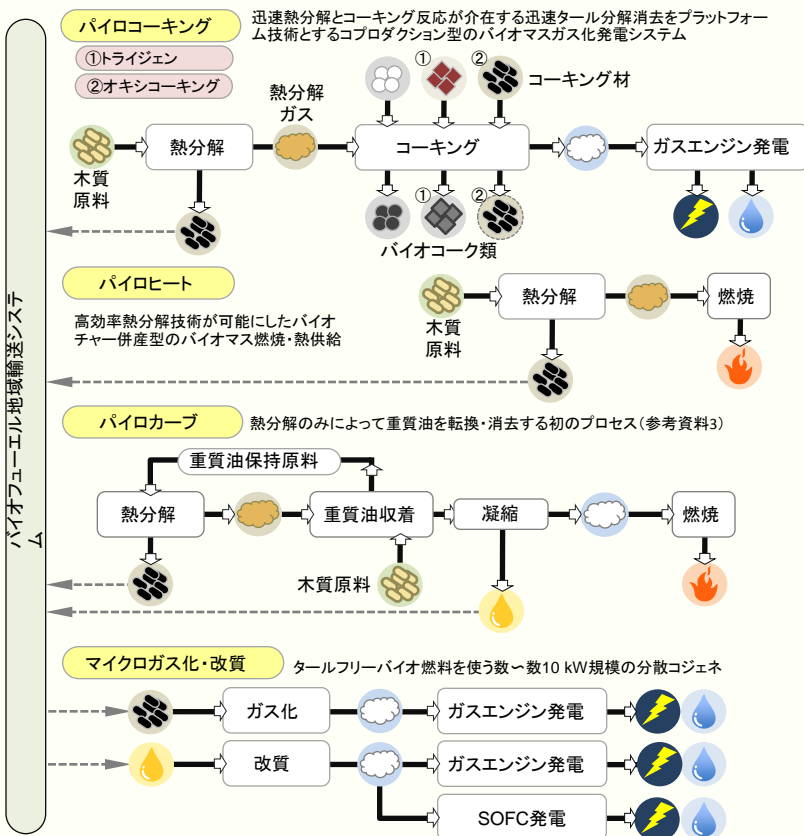 パイロコーキング
迅速熱分解とコーキング反応が介在する迅速タール分解消去をプラットフォー
ム技術とするコプロダクション型のバイオマスガス化発電システム
①トライジェン
②オキシコーキング
熱分解
ガス
①
②
コーキング材
木質
原料
熱分解
コーキング
ガスエンジン発電
①
②
バイオコーク類
パイロヒート
高効率熱分解技術が可能にしたバイオ
チャー併産型のバイオマス燃焼・熱供給
木質
原料
熱分解
燃焼
バイオフューエル地域輸送システ
ム
パイロカーブ
熱分解のみによって重質油を転換・消去する初のプロセス(参考資料3)
重質油保持原料
熱分解
重質油収着
凝縮
燃焼
木質原料
マイクロガス化・改質
タールフリーバイオ燃料を使う数〜数10 kW規模の分散コジェネ
ガス化
ガスエンジン発電
改質
ガスエンジン発電
SOFC発電